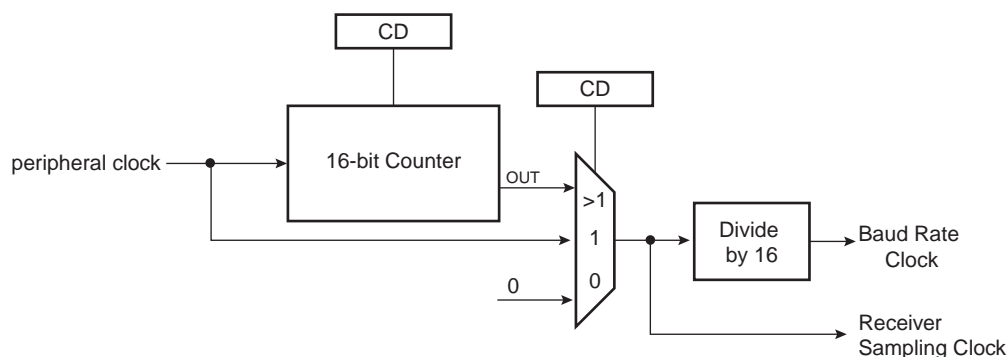 CD
CD
peripheral clock
16-bit Counter
OUT
>1
1
0
0
Divide
by 16
Baud Rate
Clock
Receiver
Sampling Clock